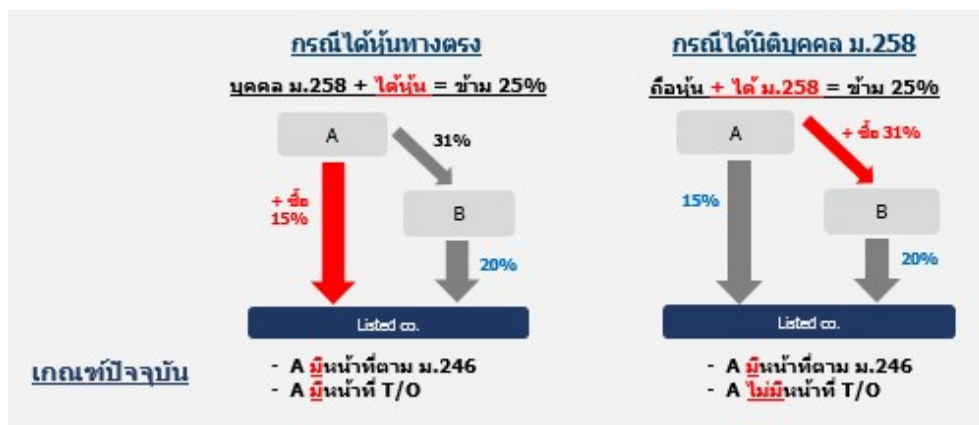 กรณีได้หุ้นทางตรง
บุคคล ม.258 + ได้หุ้น = ข้าม 25%
A
31%
+ ซื้อ
15%
B
20%
Listed co.
- A มีหน้าที่ตาม ม.246
- A มีหน้าที่ T/O
กรณีได้นิติบุคคล ม.258
ถือหุ้น + ได้ ม.258 = ข้าม 25%
A
+ ซื้อ 31%
15%
B
20%
Listed co.
- A มีหน้าที่ตาม ม.246
- A ไม่มีหน้าที่ T/O
เกณฑ์ปัจจุบัน